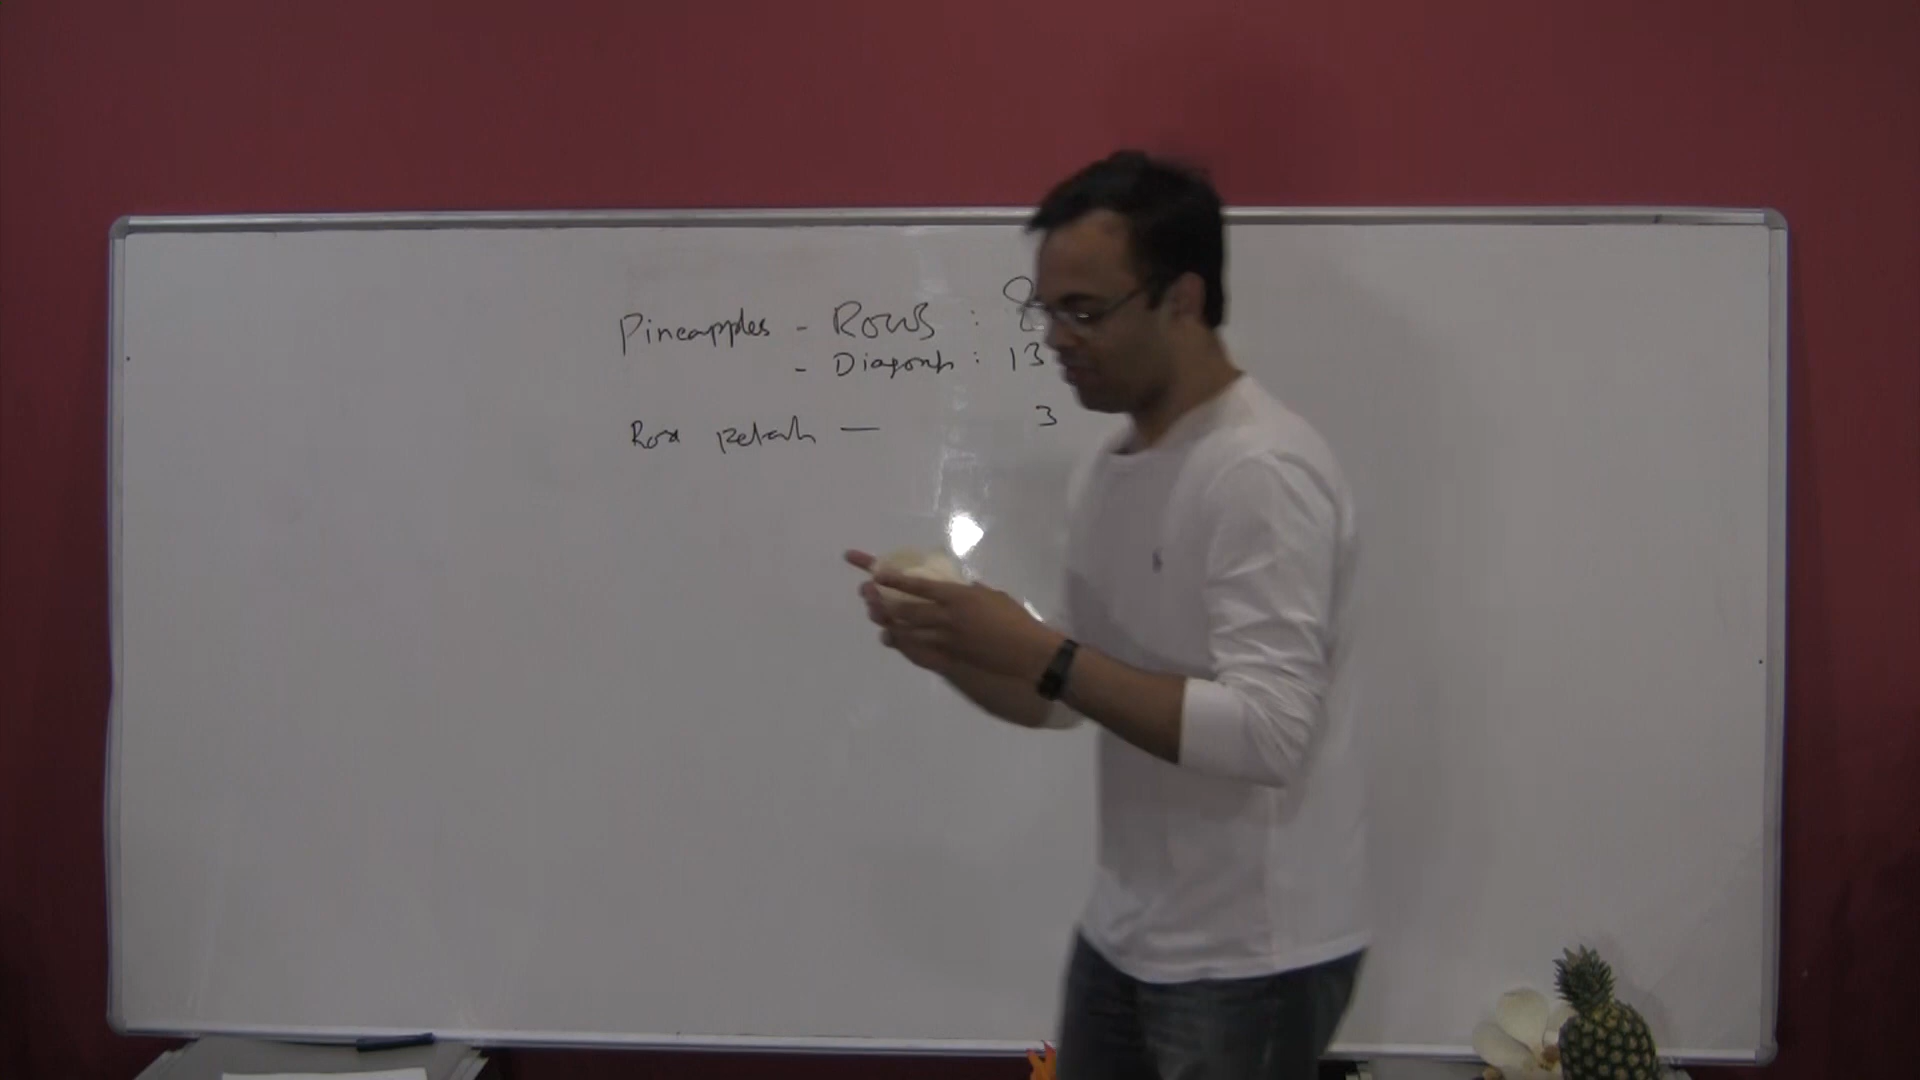 Pineapples - Rows : 8
- Diagonals : 13
Rose petals — 3